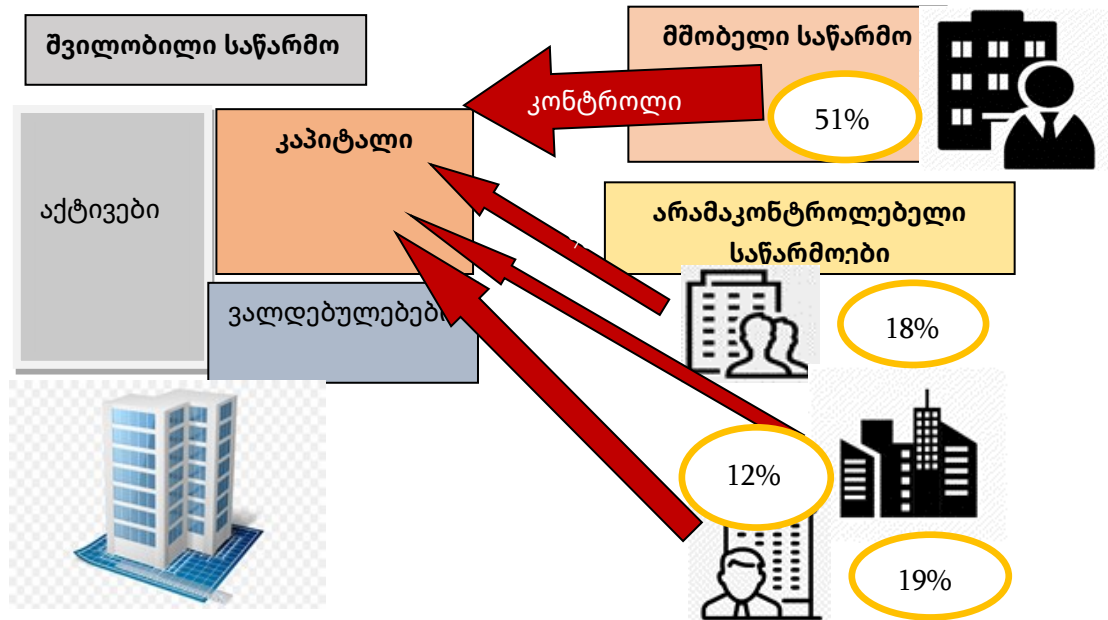 შვილობილი საწარმო
მშობელი საწარმო
კონტროლი
51%
კაპიტალი
აქტივები
არამაკონტროლებელი
საწარმოები
ვალდებულებები
18%
12%
19%